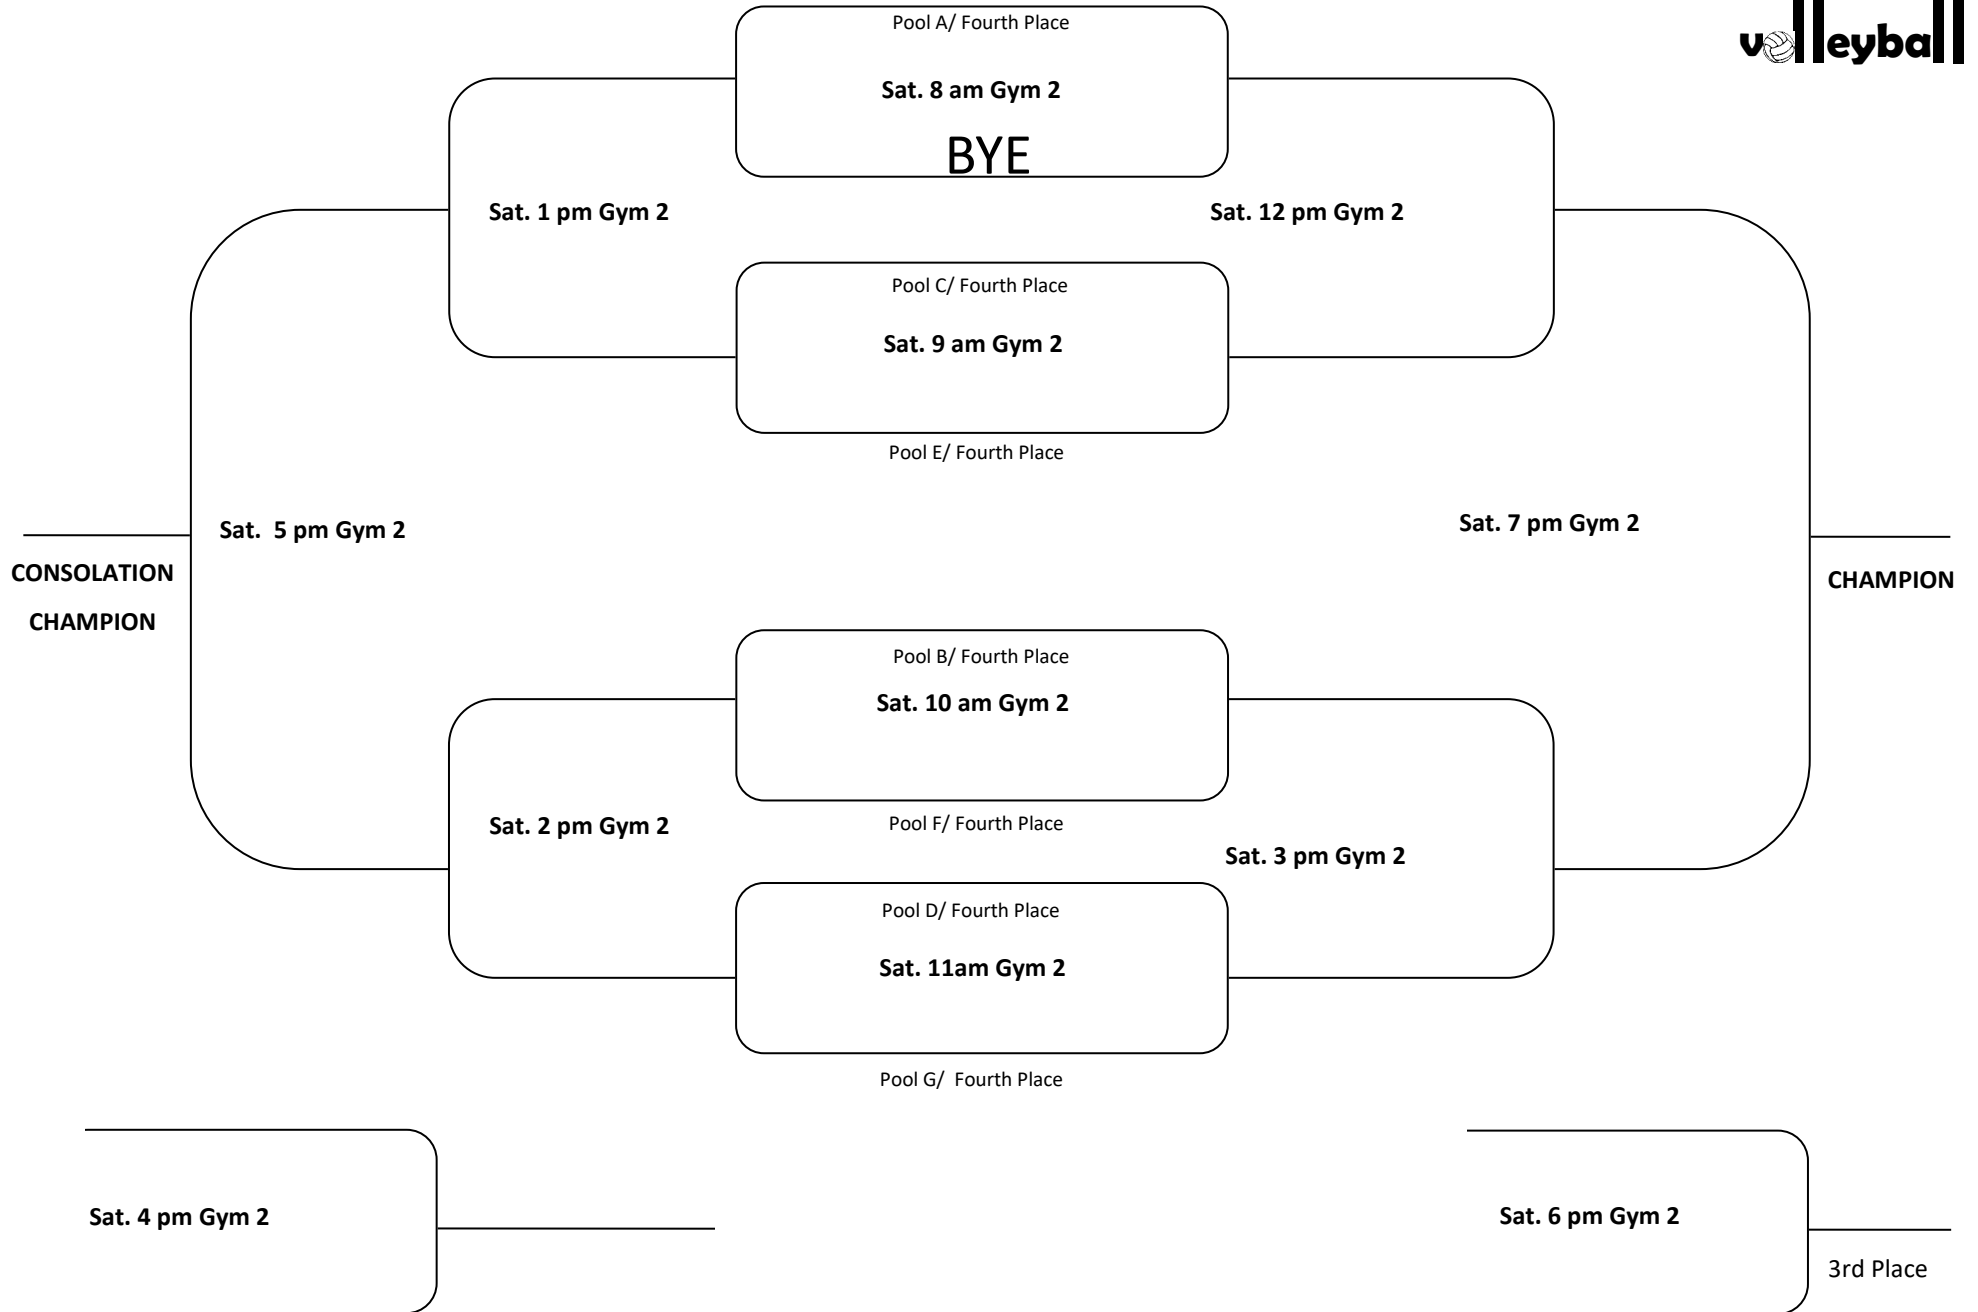 Pool A/ Fourth Place
volleyball
Sat. 8 am Gym 2
BYE
Sat. 1 pm Gym 2
Sat. 12 pm Gym 2
Pool C/ Fourth Place
Sat. 9 am Gym 2
Pool E/ Fourth Place
Sat. 5 pm Gym 2
Sat. 7 pm Gym 2
CONSOLATION
CHAMPION
CHAMPION
Pool B/ Fourth Place
Sat. 10 am Gym 2
Sat. 2 pm Gym 2
Pool F/ Fourth Place
Sat. 3 pm Gym 2
Pool D/ Fourth Place
Sat. 11am Gym 2
Pool G/ Fourth Place
Sat. 4 pm Gym 2
Sat. 6 pm Gym 2
3rd Place